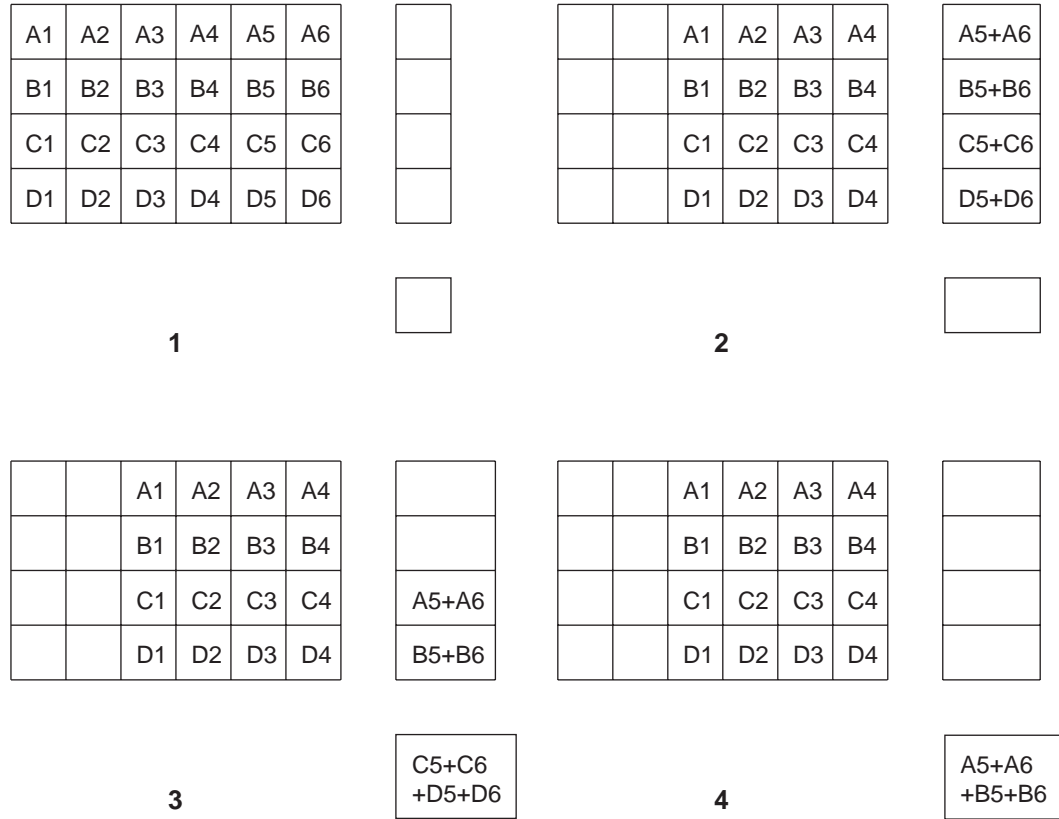 A1 A2 A3 A4 A5 A6
B1 B2 B3 B4 B5 B6
C1 C2 C3 C4 C5 C6
D1 D2 D3 D4 D5 D6
1
A1 A2 A3 A4 A5+A6
B1 B2 B3 B4 B5+B6
C1 C2 C3 C4 C5+C6
D1 D2 D3 D4 D5+D6
2
A1 A2 A3 A4
B1 B2 B3 B4
C1 C2 C3 C4 A5+A6
D1 D2 D3 D4 B5+B6
C5+C6
+D5+D6
3
A1 A2 A3 A4
B1 B2 B3 B4
C1 C2 C3 C4
D1 D2 D3 D4
A5+A6
+B5+B6
4